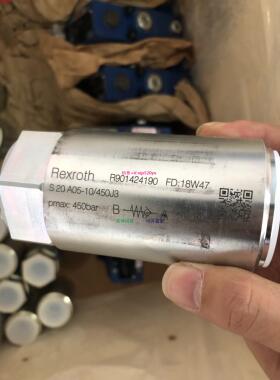 Rexroth R901424190 FD:18W47
S 20 A05-10/450J3
pmax: 450bar B A